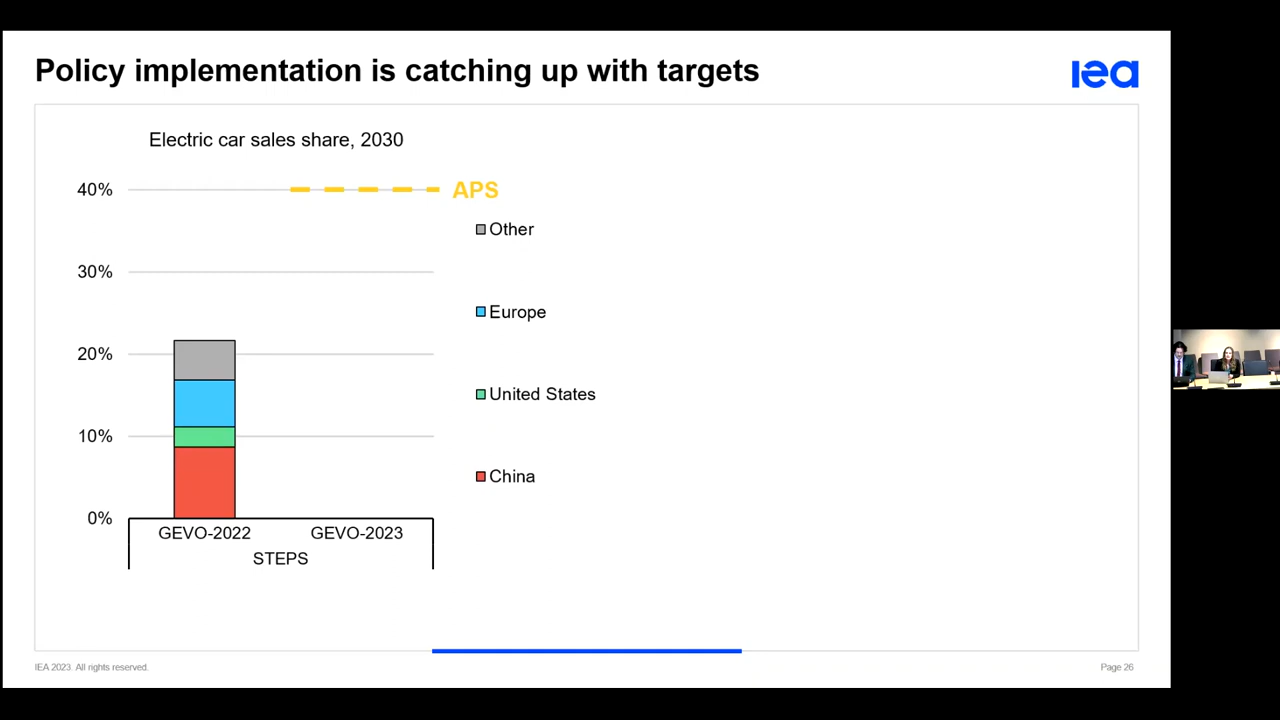 Policy implementation is catching up with targets
iea
Electric car sales share, 2030
40%
APS
Other
30%
Europe
20%
United States
10%
China
0%
GEVO-2022
GEVO-2023
STEPS
IEA 2023. All rights reserved.
Page 26